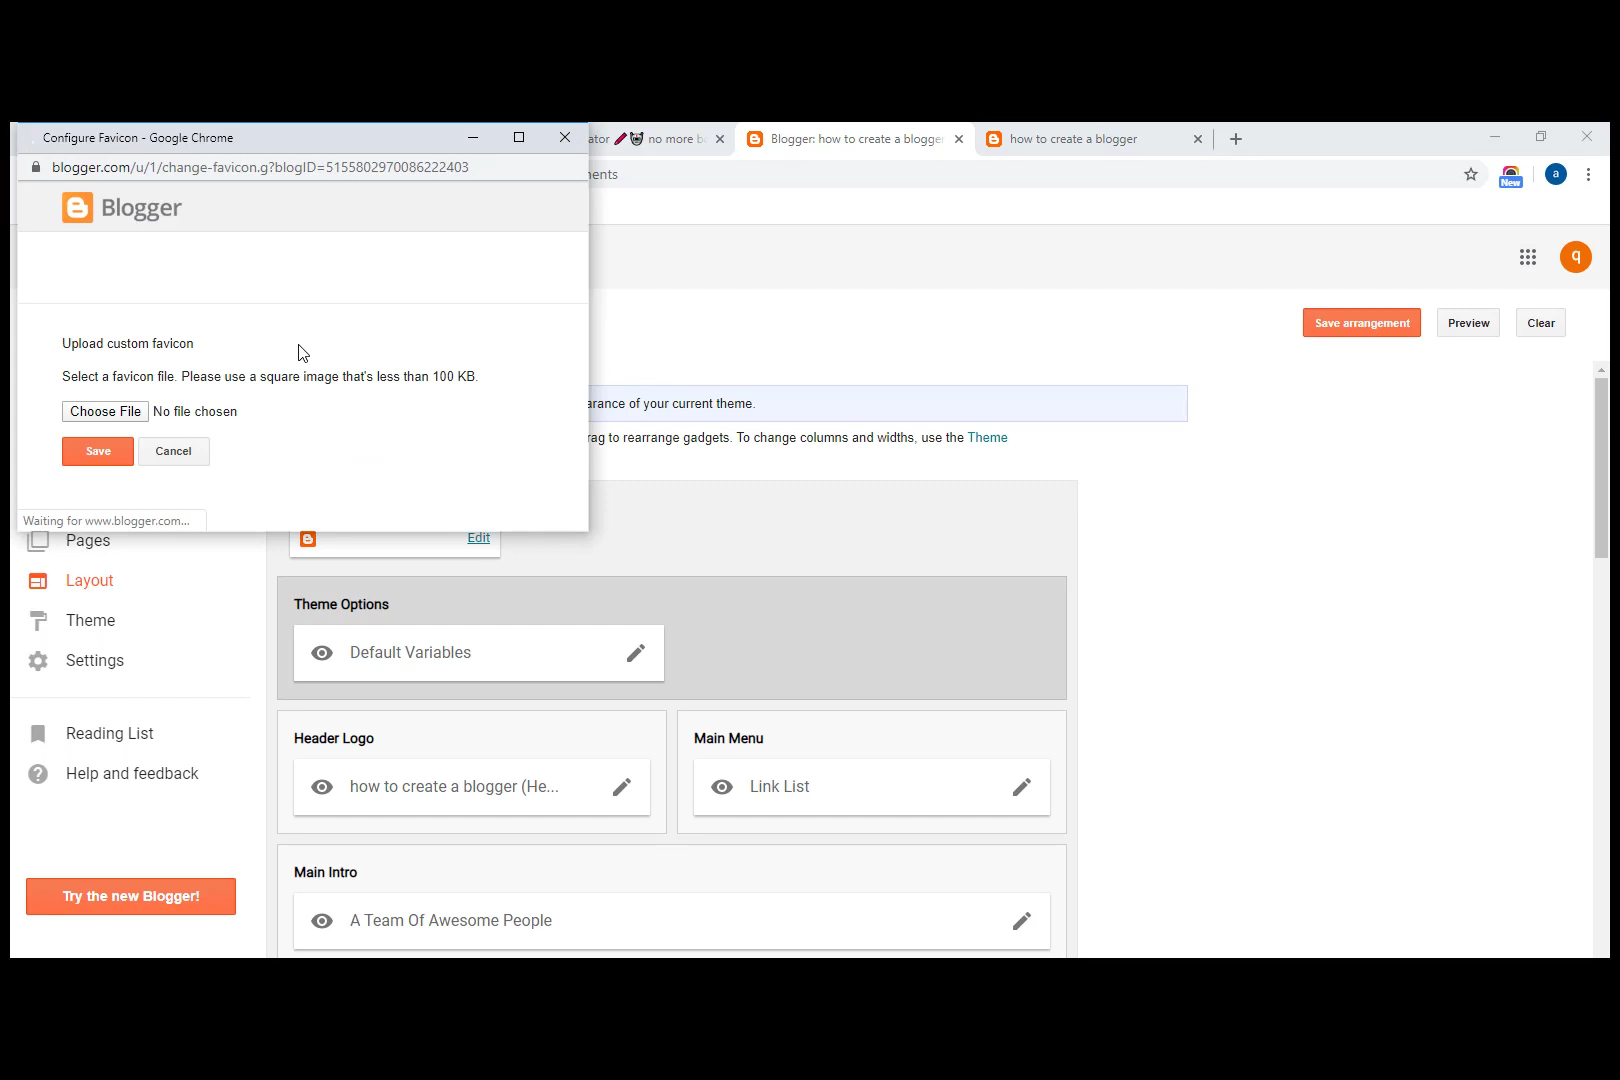 Configure Favicon - Google Chrome
blogger.com/u/1/change-favicon.g?blogID=5155802970086222403
Blogger
Upload custom favicon
Select a favicon file. Please use a square image that's less than 100 KB.
Choose File No file chosen
Save Cancel
Waiting for www.blogger.com...
ator no more Blogger: how to create a blogger how to create a blogger
nents
New
a
q
Save arrangement Preview Clear
arance of your current theme.
rag to rearrange gadgets. To change columns and widths, use the Theme
Edit
Pages
Layout
Theme
Settings
Reading List
Help and feedback
Try the new Blogger!
Theme Options
Default Variables
Header Logo
how to create a blogger (He...
Main Menu
Link List
Main Intro
A Team Of Awesome People